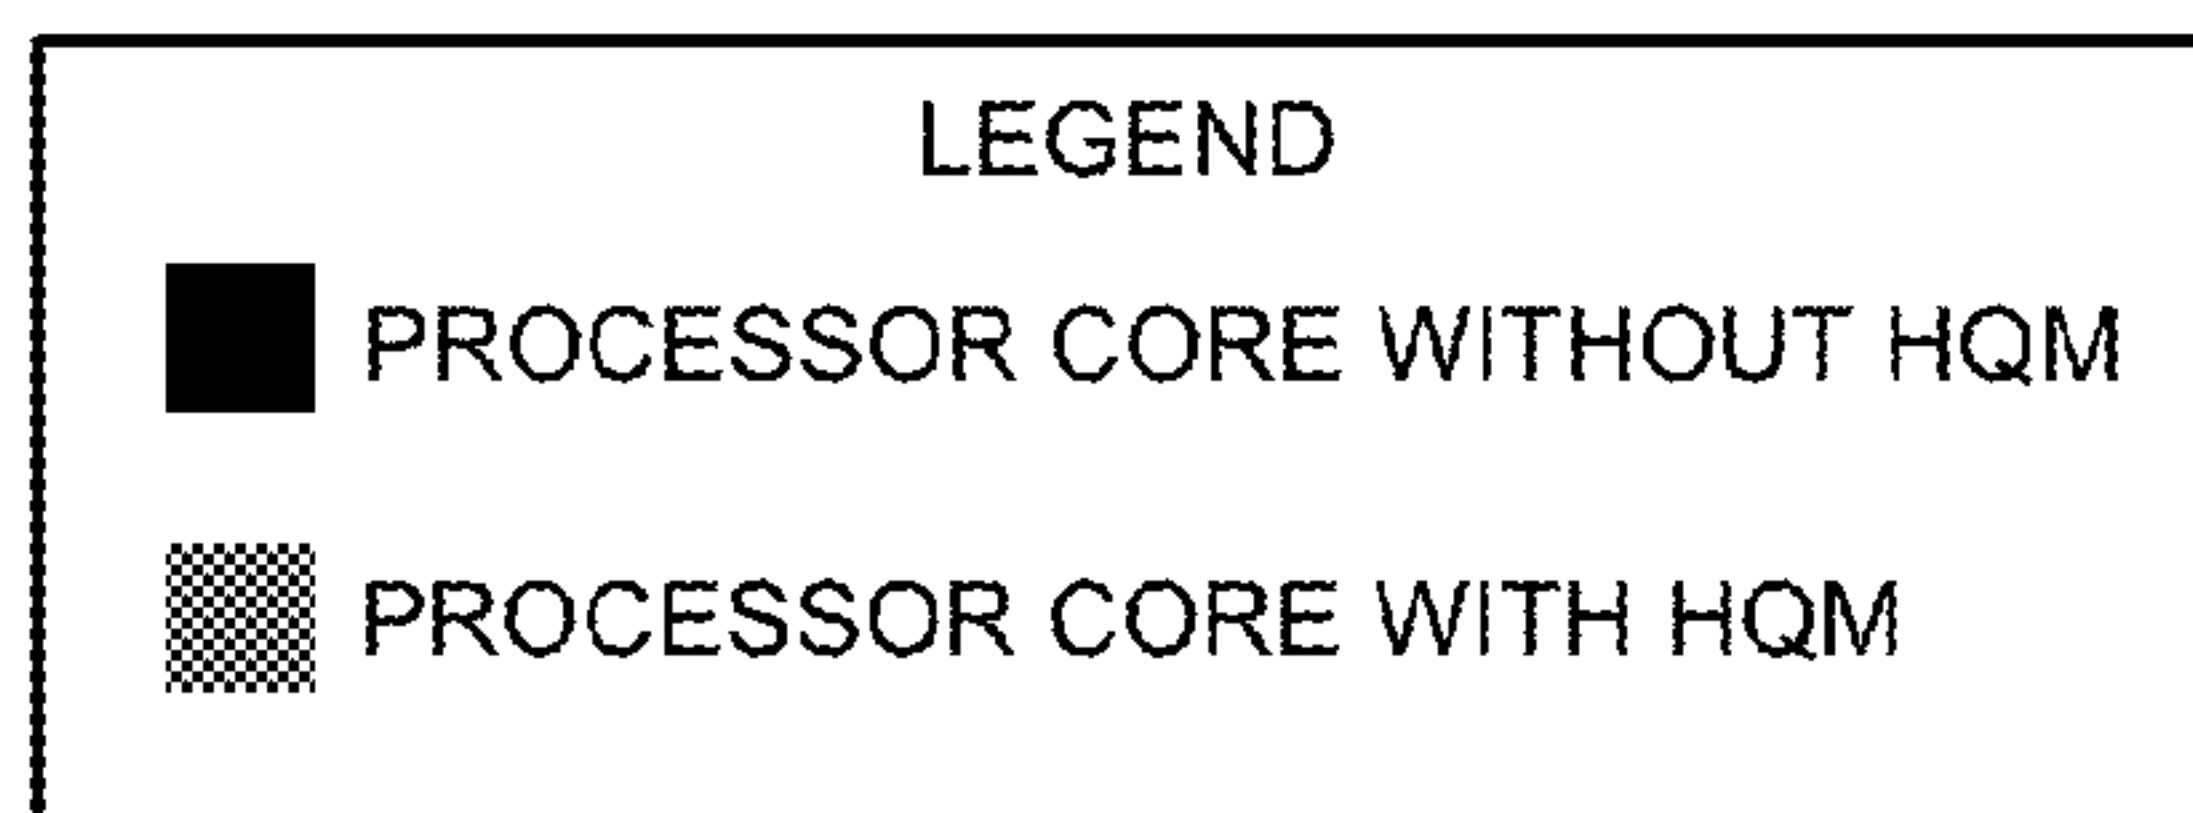 LEGEND
PROCESSOR CORE WITHOUT HQM
PROCESSOR CORE WITH HQM